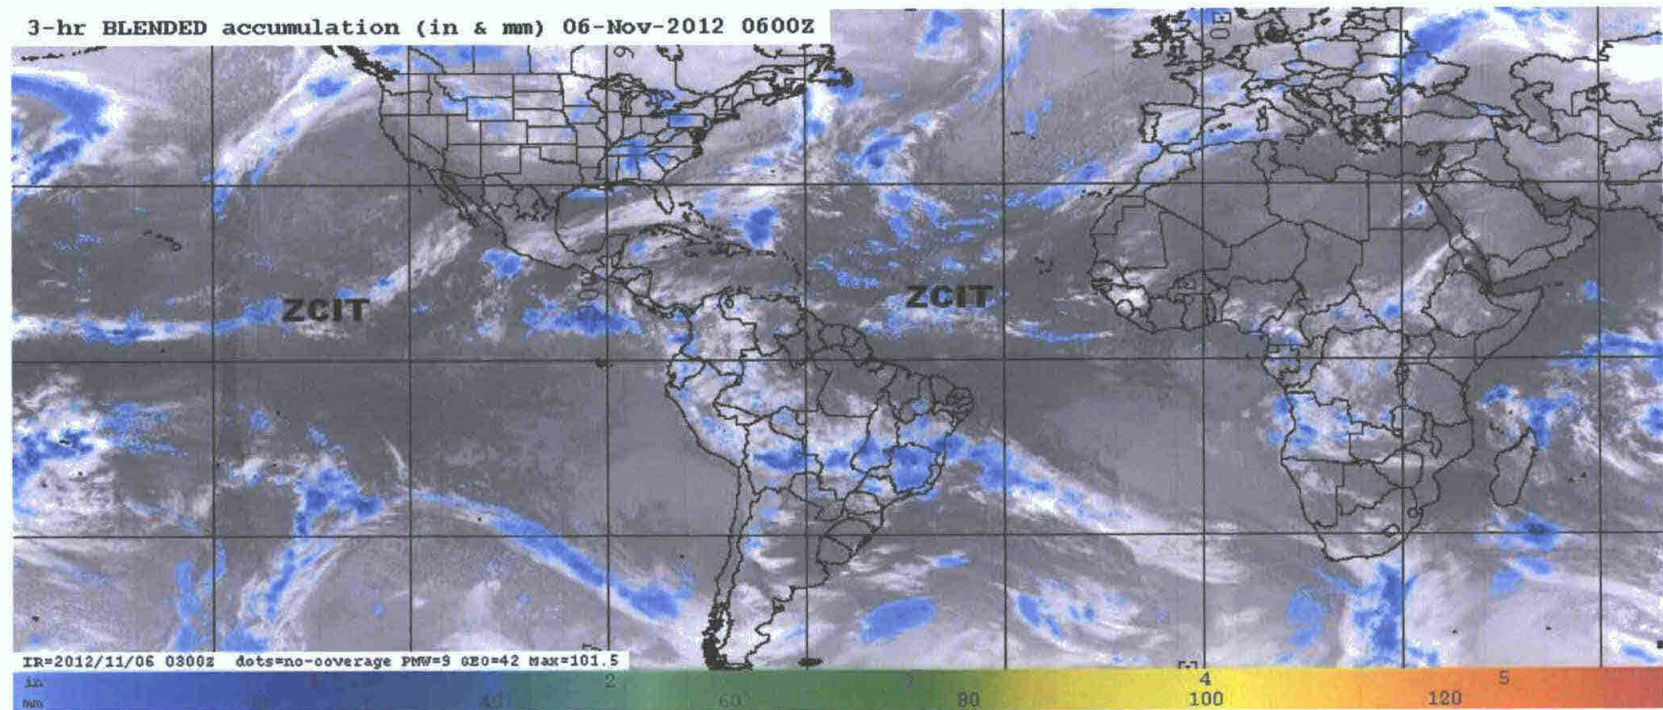 3-hr BLENDED accumulation (in & mm) 06-Nov-2012 0600Z
ZCIT
ZCIT
IR=2012/11/06 0300Z dots=no-coverage PMW=9 GEO=42 Max=101.5
in 2 4 5
mm 40 60 80 100 120